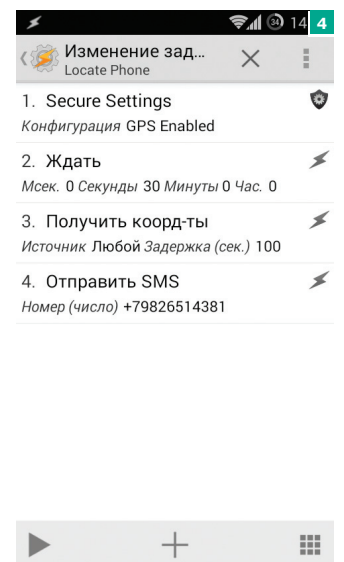 34 14 4
Изменение зад...
Locate Phone
1. Secure Settings
Конфигурация GPS Enabled
2. Ждать
Мсек. 0 Секунды 30 Минуты 0 Час. 0
3. Получить коорд-ты
Источник Любой Задержка (сек.) 100
4. Отправить SMS
Номер (число) +79826514381